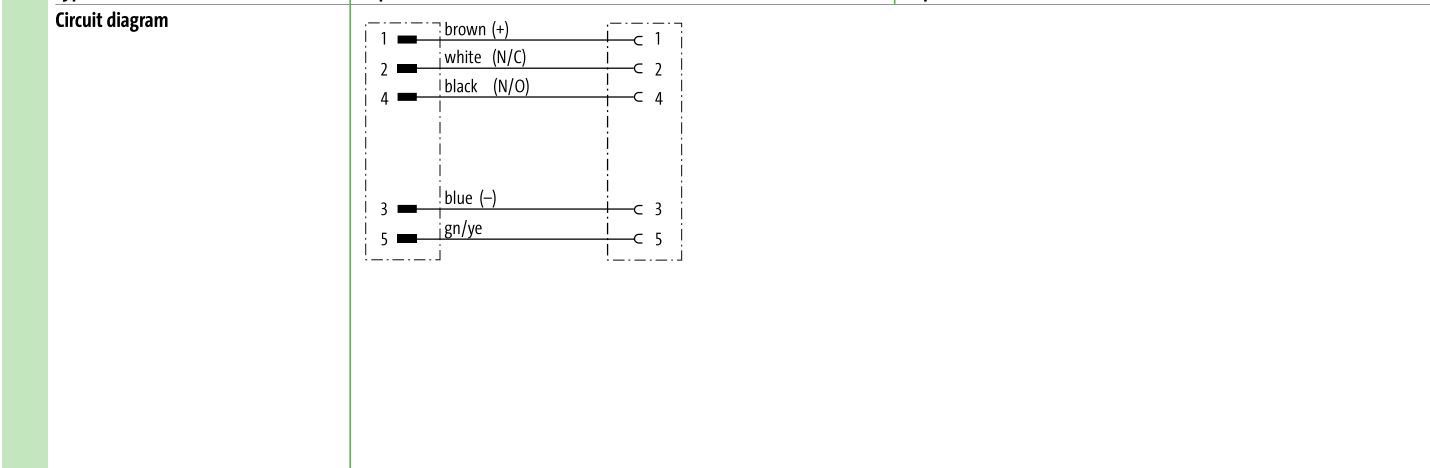 Circuit diagram
1 brown (+) 1
2 white (N/C) 2
4 black (N/O) 4
3 blue (–) 3
5 gn/ye 5